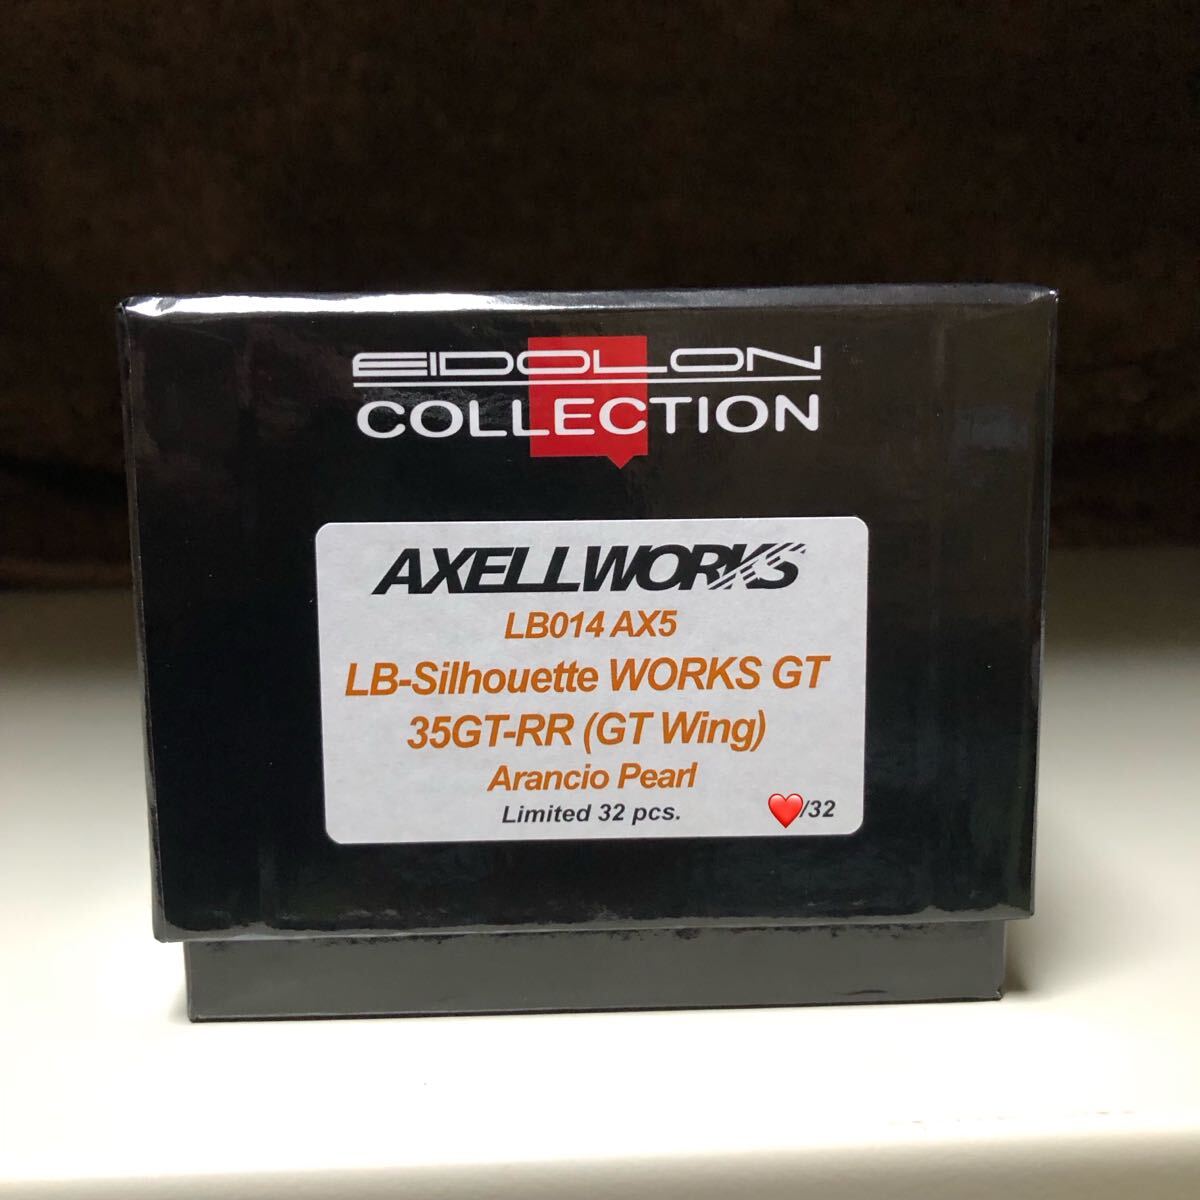 EIDOLON
COLLECTION
AXELLWORKS
LB014 AX5
LB-Silhouette WORKS GT
35GT-RR (GT Wing)
Arancio Pearl
Limited 32 pcs.
❤️/32